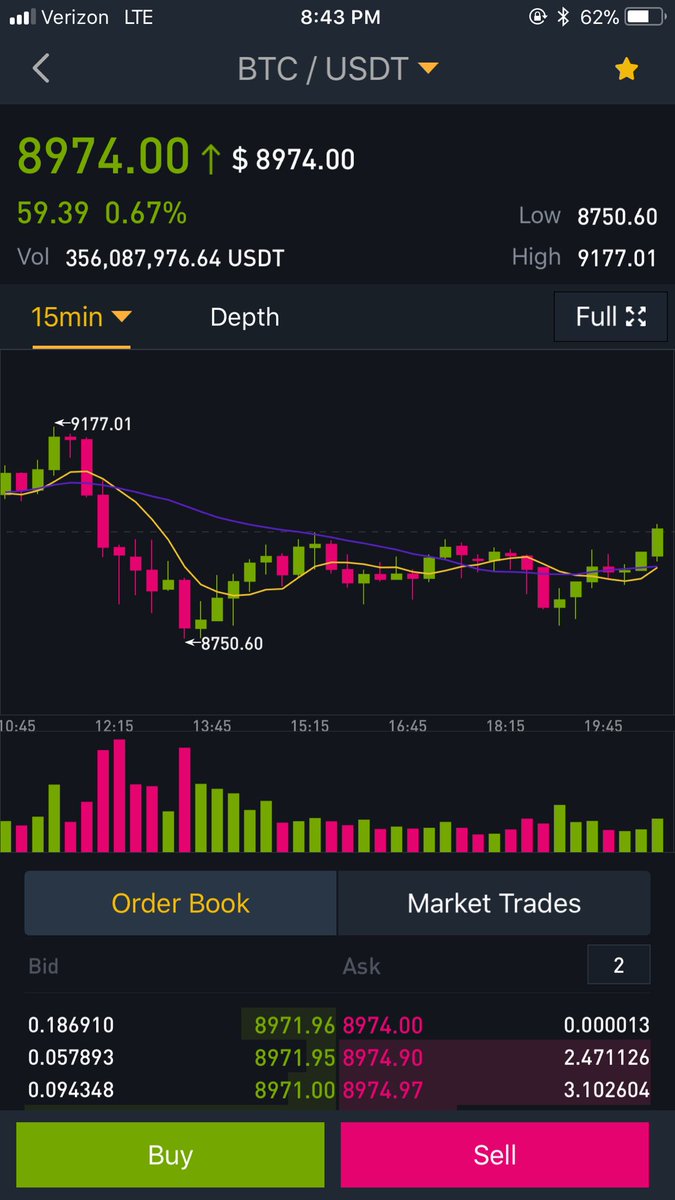 Verizon LTE 8:43 PM 62%
BTC / USDT
8974.00 ↑ $ 8974.00
59.39 0.67% Low 8750.60
Vol 356,087,976.64 USDT High 9177.01
15min Depth Full
←9177.01
←8750.60
10:45 12:15 13:45 15:15 16:45 18:15 19:45
Order Book Market Trades
Bid Ask 2
0.186910 8971.96 8974.00 0.000013
0.057893 8971.95 8974.90 2.471126
0.094348 8971.00 8974.97 3.102604
Buy Sell